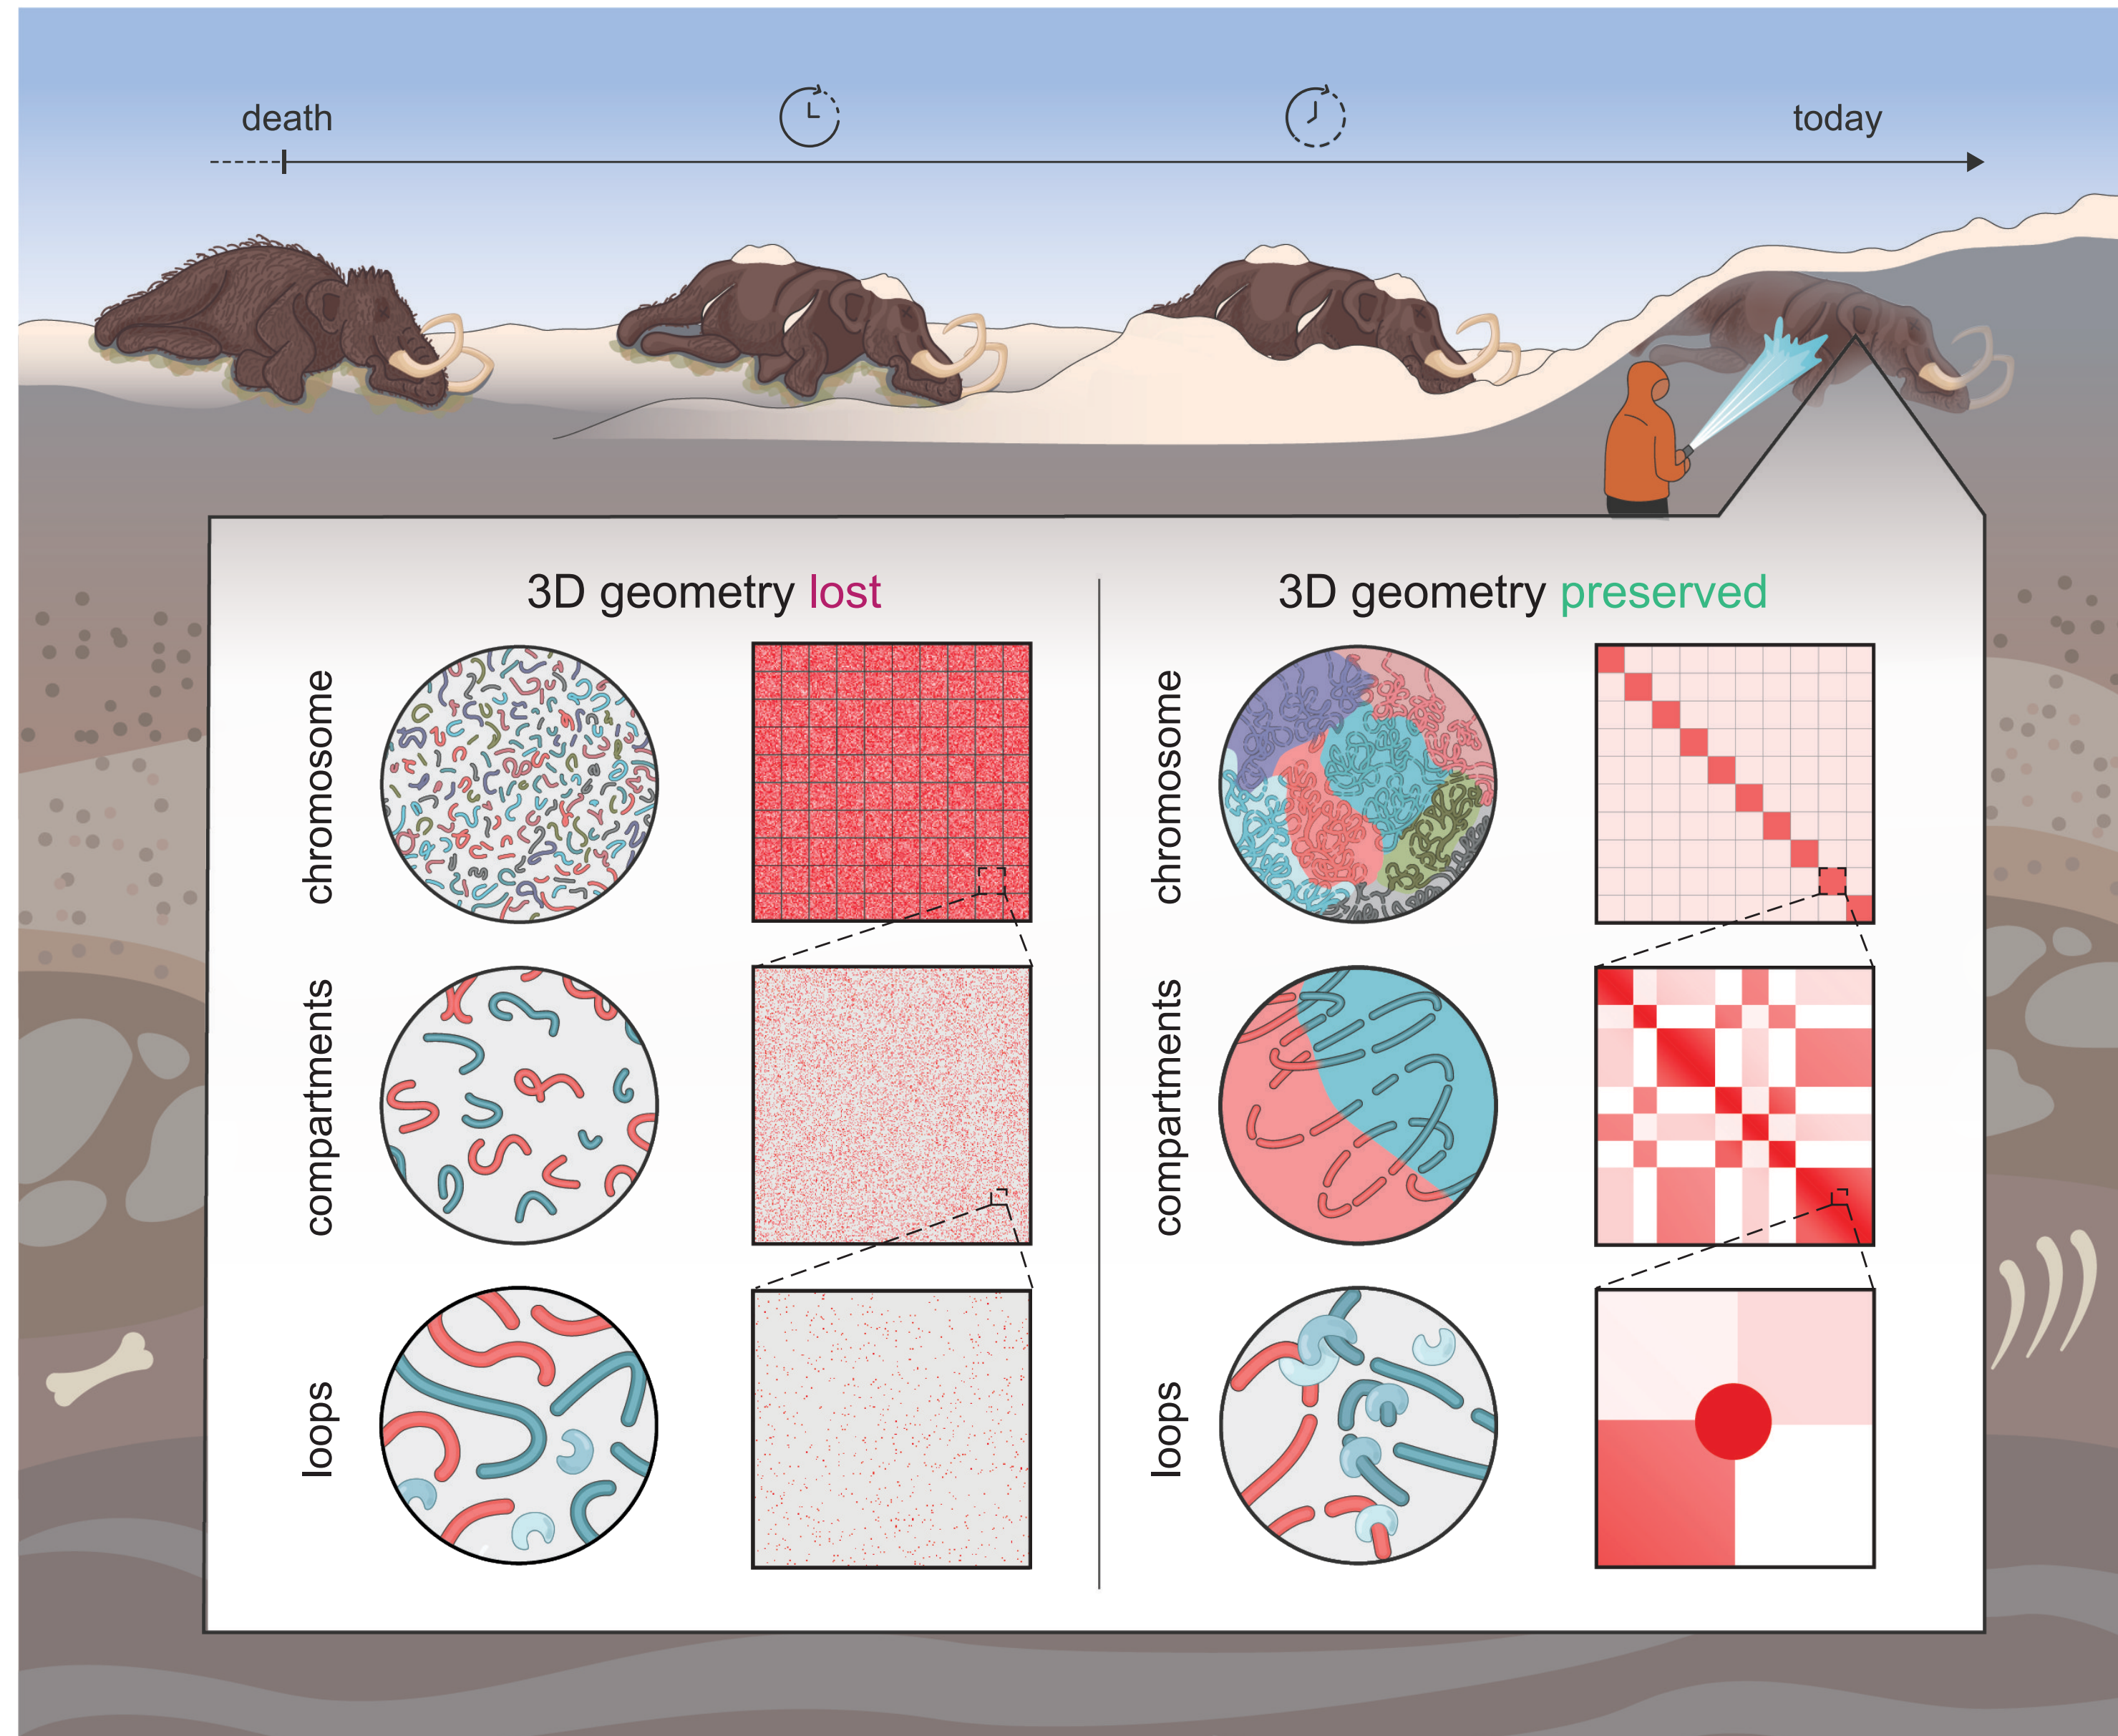 death
today
3D geometry lost
3D geometry preserved
chromosome
chromosome
compartments
compartments
loops
loops